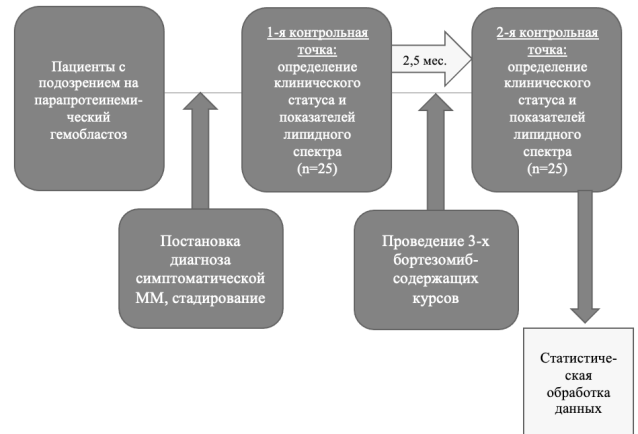 Пациенты с
подозрением на
парапротеинеми-
ческий
гемобластоз
1-я контрольная
точка:
определение
клинического
статуса и
показателей
липидного
спектра
(n=25)
2,5 мес.
2-я контрольная
точка:
определение
клинического
статуса и
показателей
липидного
спектра
(n=25)
Постановка
диагноза
симптоматической
ММ, стадирование
Проведение 3-х
бортезомиб-
содержащих
курсов
Статистиче-
ская
обработка
данных